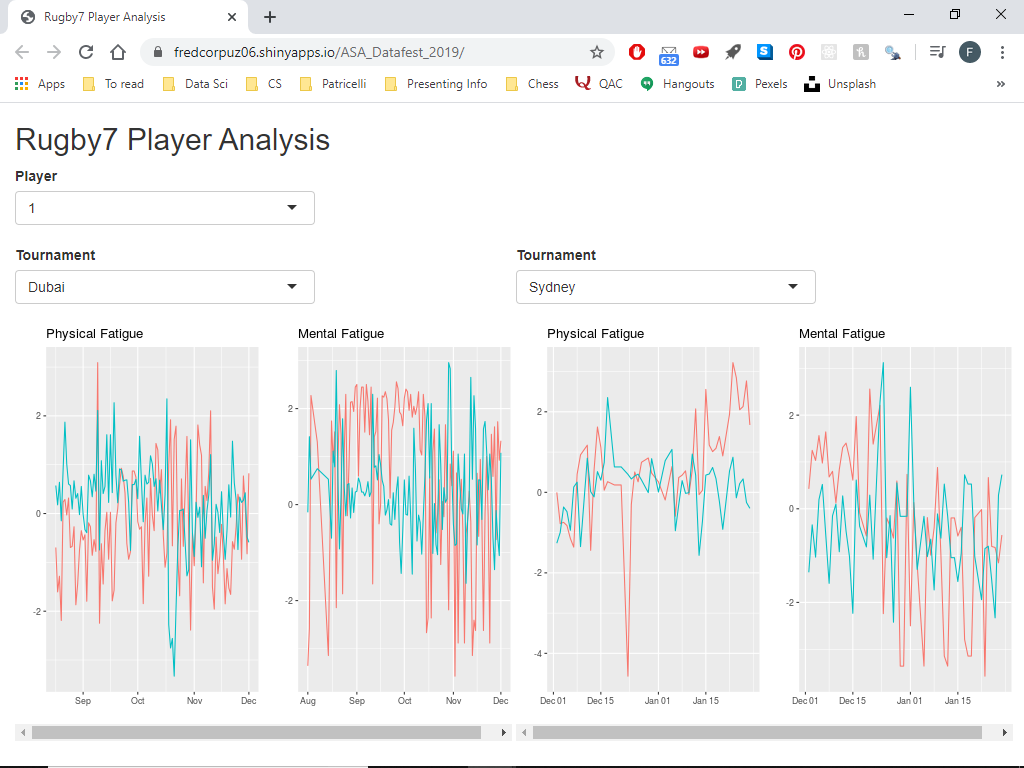 Rugby7 Player Analysis
fredcorpuz06.shinyapps.io/ASA_Datafest_2019/
632
S
F
Apps To read Data Sci CS Patricelli Presenting Info Chess QAC Hangouts Pexels Unsplash »
Rugby7 Player Analysis
Player
1
Tournament Tournament
Dubai Sydney
Physical Fatigue Mental Fatigue Physical Fatigue Mental Fatigue
2 2 2 2
0 0 0 0
-2 -2 -2 -2
-4
Sep Oct Nov Dec Aug Sep Oct Nov Dec Dec 01 Dec 15 Jan 01 Jan 15 Dec 01 Dec 15 Jan 01 Jan 15